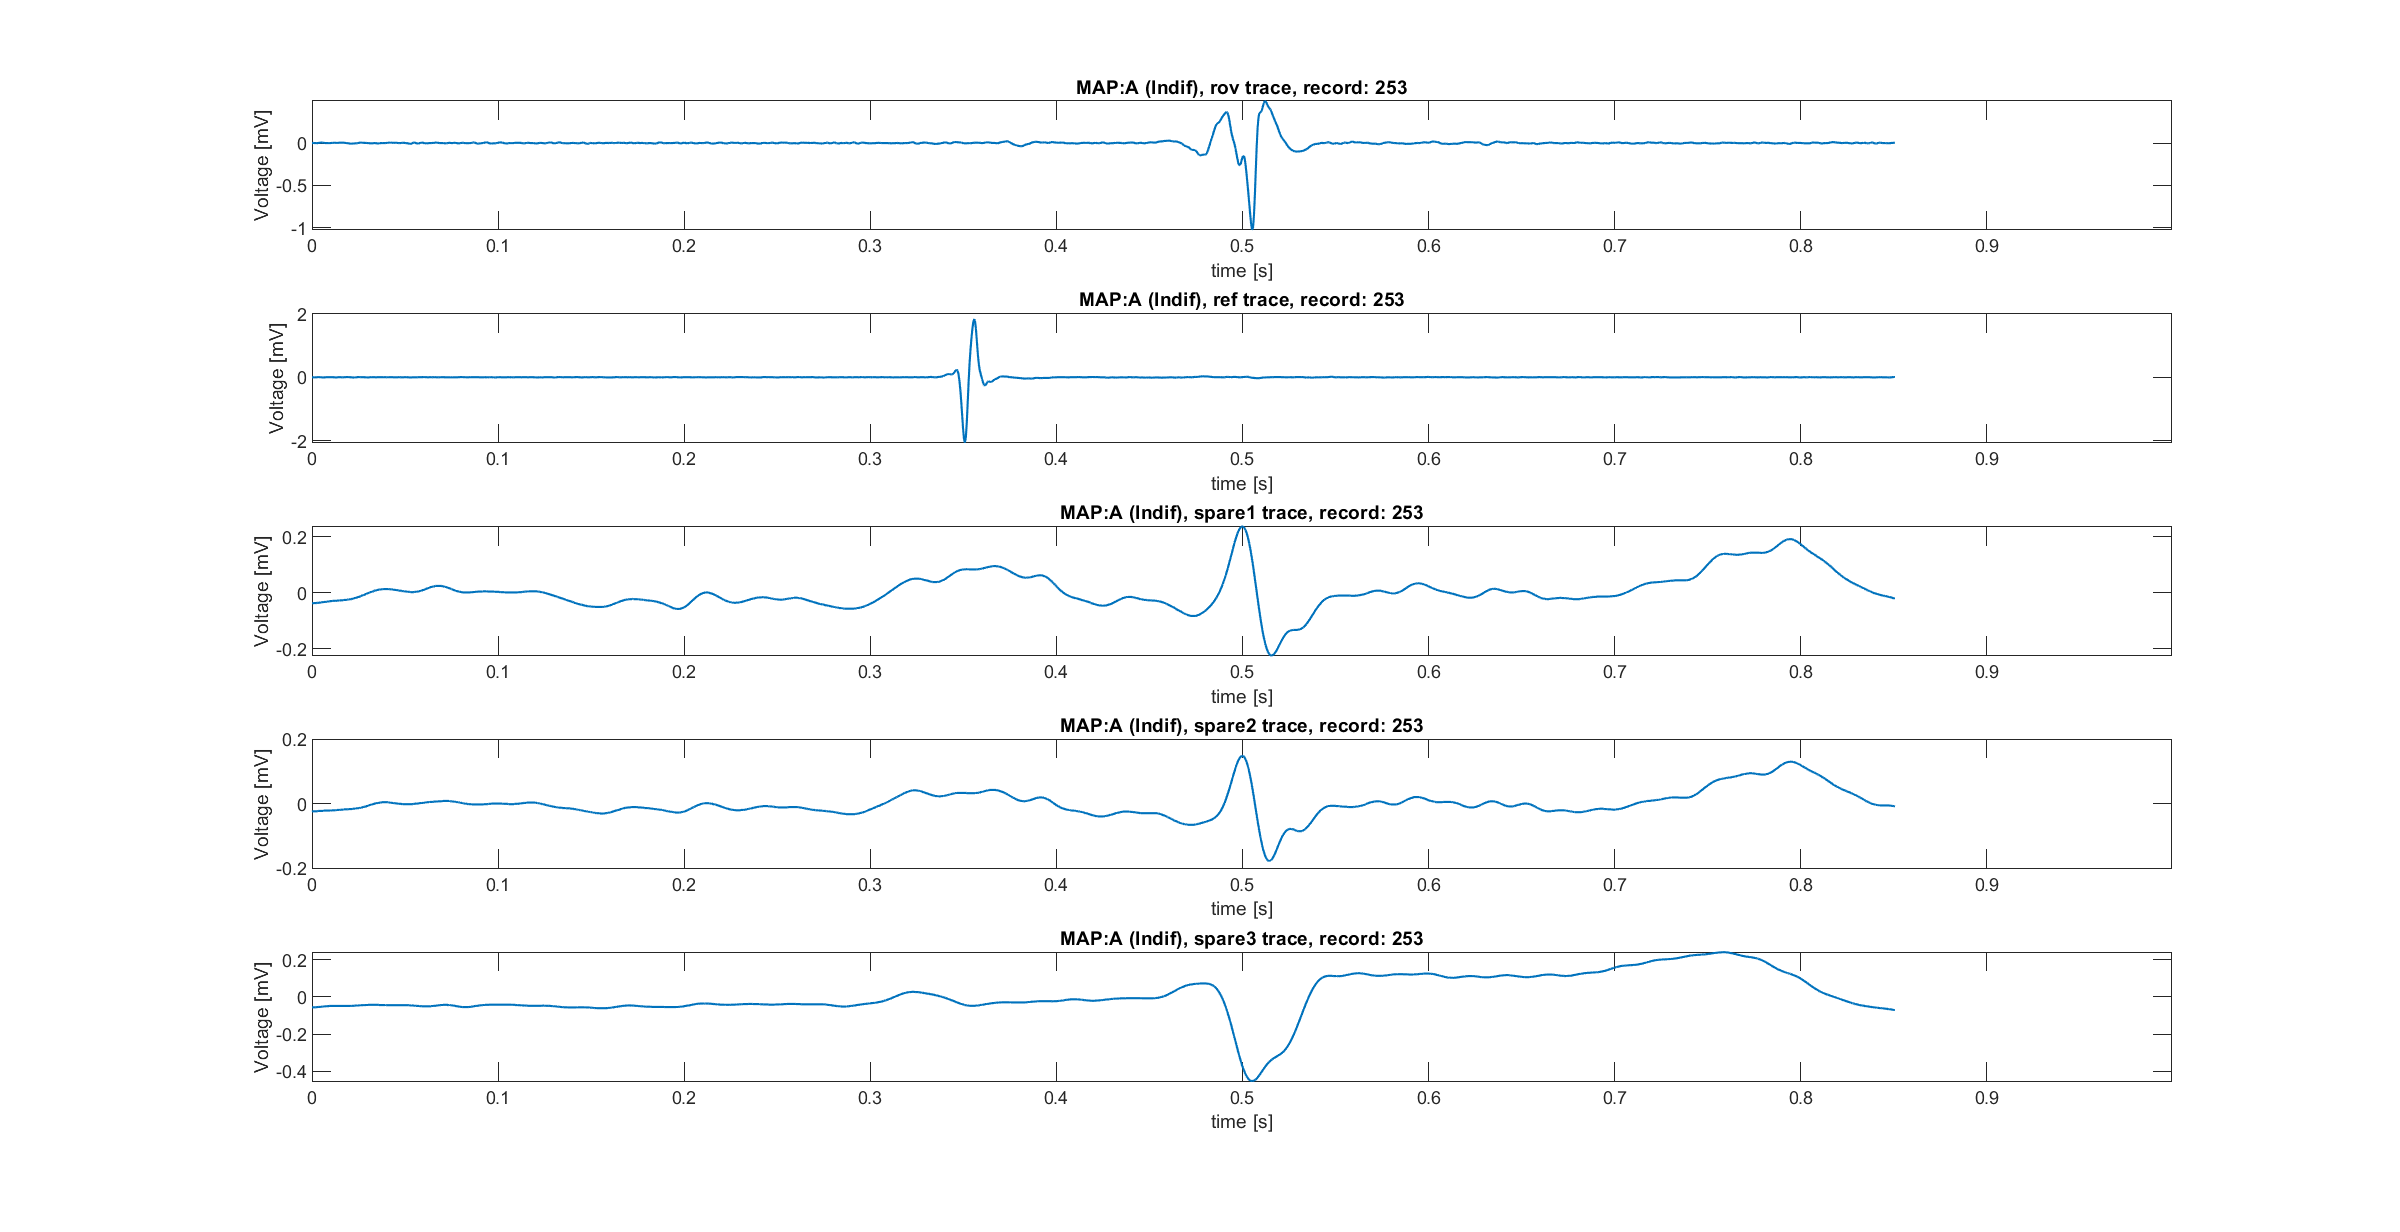 MAP:A (Indif), rov trace, record: 253
Voltage [mV]
0
-0.5
-1
0 0.1 0.2 0.3 0.4 0.5 0.6 0.7 0.8 0.9
time [s]
MAP:A (Indif), ref trace, record: 253
Voltage [mV]
2
0
-2
0 0.1 0.2 0.3 0.4 0.5 0.6 0.7 0.8 0.9
time [s]
MAP:A (Indif), spare1 trace, record: 253
Voltage [mV]
0.2
0
-0.2
0 0.1 0.2 0.3 0.4 0.5 0.6 0.7 0.8 0.9
time [s]
MAP:A (Indif), spare2 trace, record: 253
Voltage [mV]
0.2
0
-0.2
0 0.1 0.2 0.3 0.4 0.5 0.6 0.7 0.8 0.9
time [s]
MAP:A (Indif), spare3 trace, record: 253
Voltage [mV]
0.2
0
-0.2
-0.4
0 0.1 0.2 0.3 0.4 0.5 0.6 0.7 0.8 0.9
time [s]